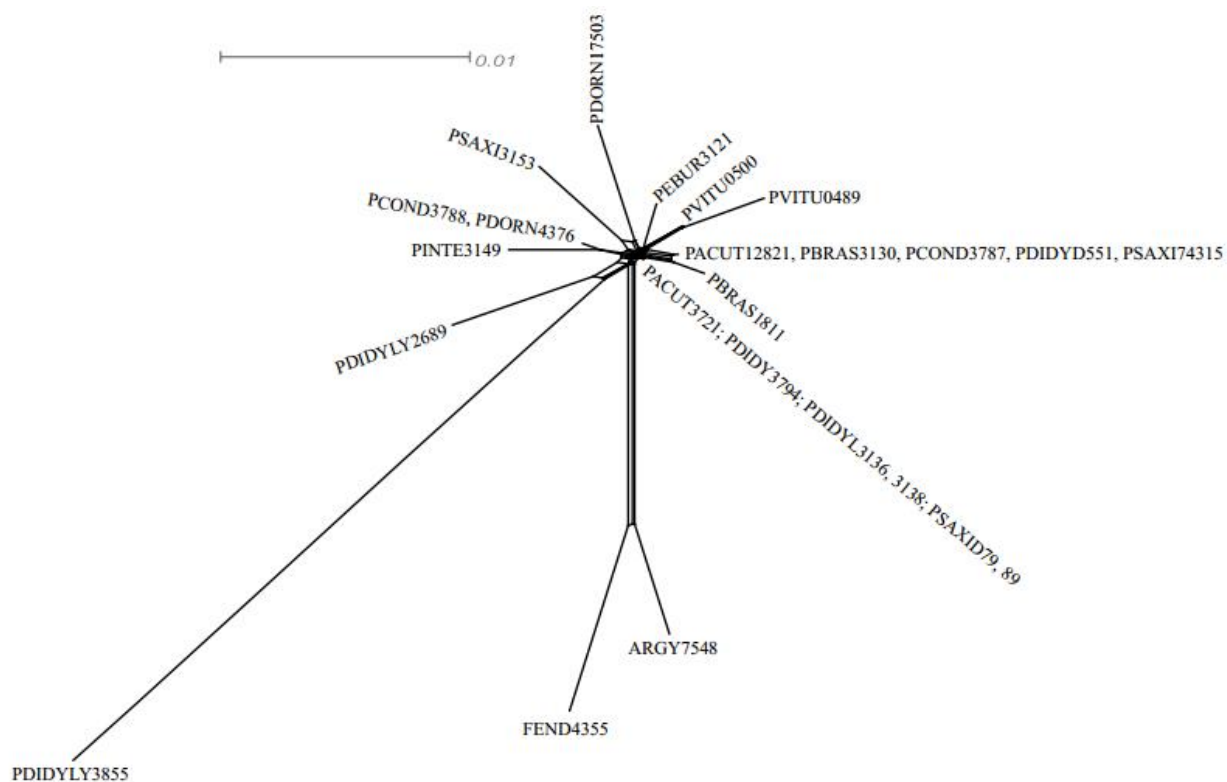 0.01
PDORN17503
PSAXI3153
PEBUR3121
PVITU0500
PVITU0489
PCOND3788, PDORN4376
PINTE3149
PACUT12821, PBRAS3130, PCOND3787, PDIDYD551, PSAXI74315
PBRAS1811
PACUT3721; PDIDY3794; PDIDYL3136, 3138; PSAXID79, 89
PDIDYLY2689
ARGY7548
FEND4355
PDIDYLY3855